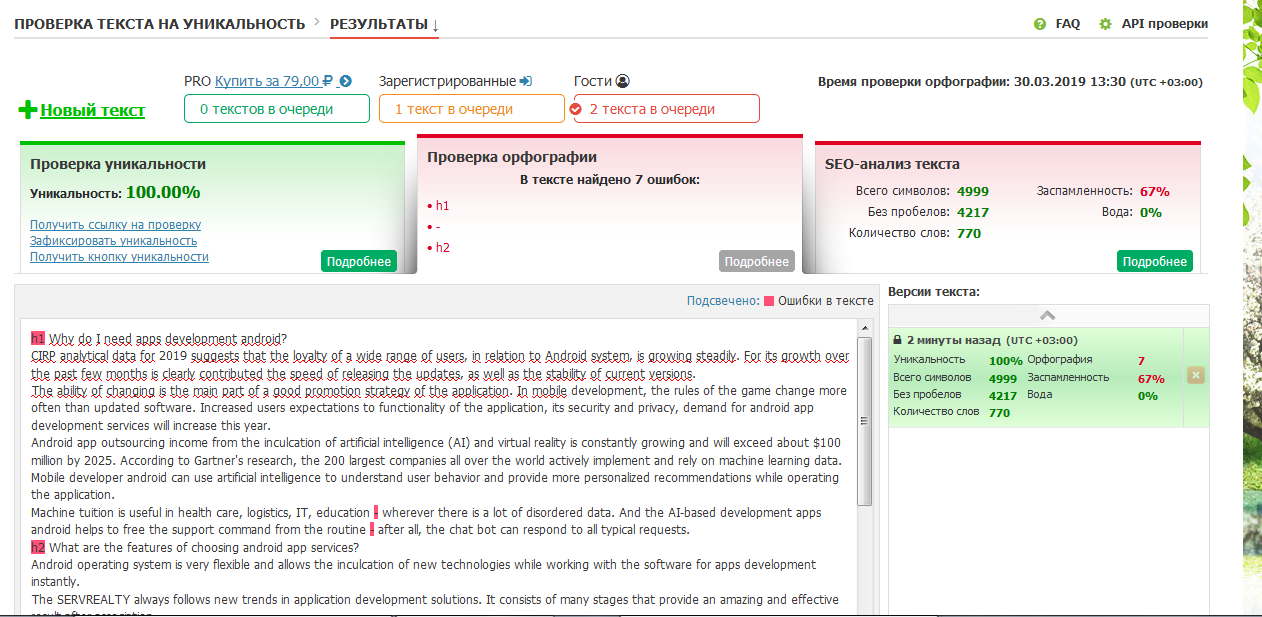 ПРОВЕРКА ТЕКСТА НА УНИКАЛЬНОСТЬ > РЕЗУЛЬТАТЫ ↓
FAQ API проверки
PRO Купить за 79,00 ₽ Зарегистрированные Гости
Время проверки орфографии: 30.03.2019 13:30 (UTC +03:00)
Новый текст
0 текстов в очереди 1 текст в очереди 2 текста в очереди
Проверка уникальности
Уникальность: 100.00%
Получить ссылку на проверку
Зафиксировать уникальность
Получить кнопку уникальности
Подробнее
Проверка орфографии
В тексте найдено 7 ошибок:
• h1
• -
• h2
Подробнее
SEO-анализ текста
Всего символов: 4999 Заспамленность: 67%
Без пробелов: 4217 Вода: 0%
Количество слов: 770
Подробнее
Подсвечено: Ошибки в тексте
h1 Why do I need apps development android?
CIRP analytical data for 2019 suggests that the loyalty of a wide range of users, in relation to Android system, is growing steadily. For its growth over
the past few months is clearly contributed the speed of releasing the updates, as well as the stability of current versions.
The ability of changing is the main part of a good promotion strategy of the application. In mobile development, the rules of the game change more
often than updated software. Increased users expectations to functionality of the application, its security and privacy, demand for android app
development services will increase this year.
Android app outsourcing income from the inculcation of artificial intelligence (AI) and virtual reality is constantly growing and will exceed about $100
million by 2025. According to Gartner's research, the 200 largest companies all over the world actively implement and rely on machine learning data.
Mobile developer android can use artificial intelligence to understand user behavior and provide more personalized recommendations while operating
the application.
Machine tuition is useful in health care, logistics, IT, education - wherever there is a lot of disordered data. And the AI-based development apps
android helps to free the support command from the routine - after all, the chat bot can respond to all typical requests.
h2 What are the features of choosing android app services?
Android operating system is very flexible and allows the inculcation of new technologies while working with the software for apps development
instantly.
The SERVREALTY always follows new trends in application development solutions. It consists of many stages that provide an amazing and effective
Версии текста:
2 минуты назад (UTC +03:00)
Уникальность 100% Орфография 7
Всего символов 4999 Заспамленность 67%
Без пробелов 4217 Вода 0%
Количество слов 770